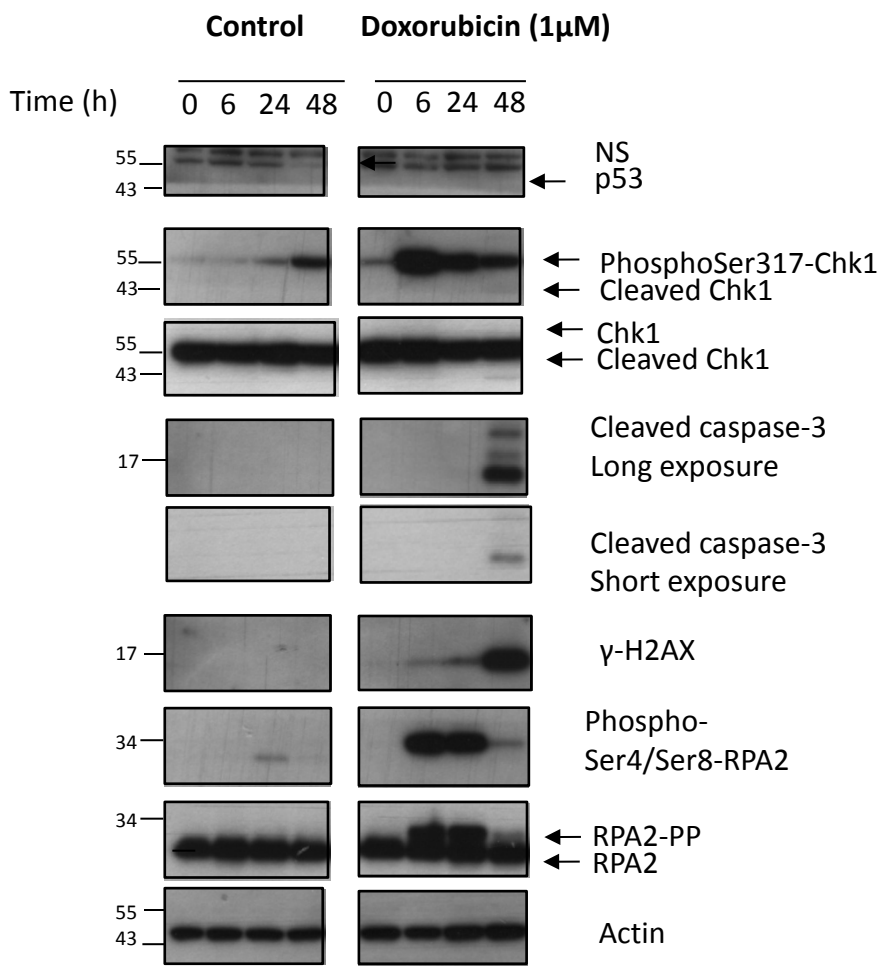 Control Doxorubicin (1μM)
Time (h) 0 6 24 48 0 6 24 48
55 NS
43 p53
55 PhosphoSer317-Chk1
43 Cleaved Chk1
Chk1
55 Cleaved Chk1
43
Cleaved caspase-3
17 Long exposure
Cleaved caspase-3
Short exposure
17 γ-H2AX
Phospho-
34 Ser4/Ser8-RPA2
34 RPA2-PP
RPA2
55 Actin
43